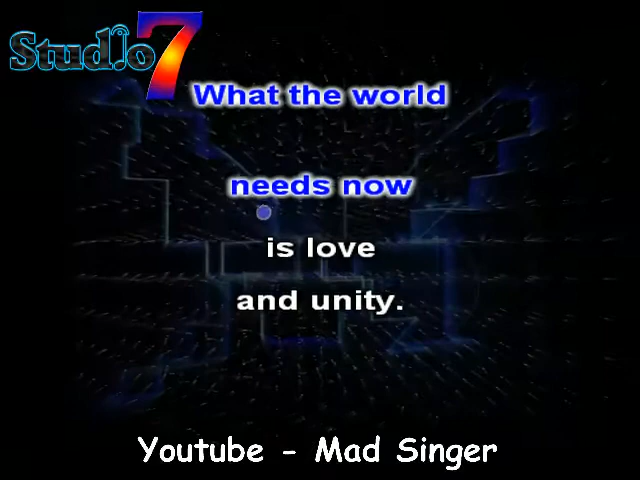 Studio 7
What the world
needs now
is love
and unity.
Youtube - Mad Singer